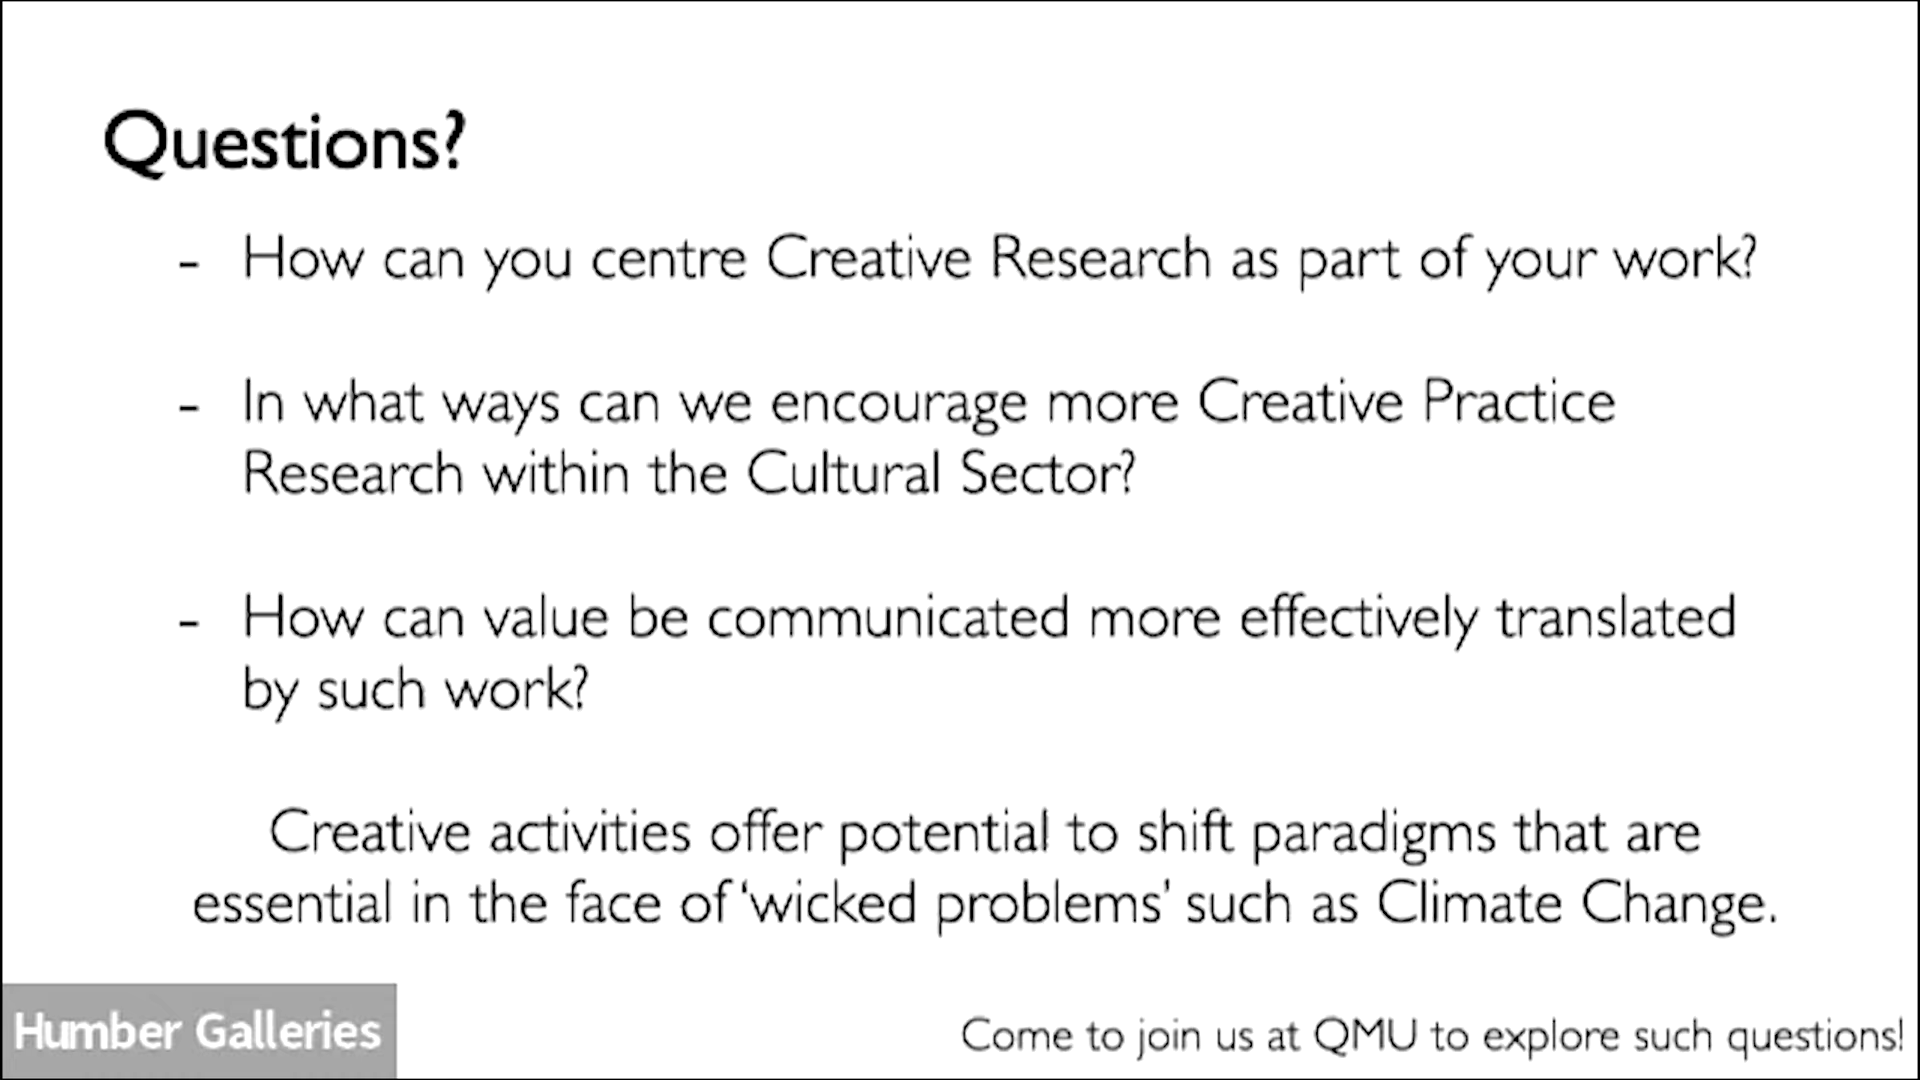 Questions?
- How can you centre Creative Research as part of your work?
- In what ways can we encourage more Creative Practice
Research within the Cultural Sector?
- How can value be communicated more effectively translated
by such work?
Creative activities offer potential to shift paradigms that are
essential in the face of ‘wicked problems’ such as Climate Change.
Humber Galleries
Come to join us at QMU to explore such questions!